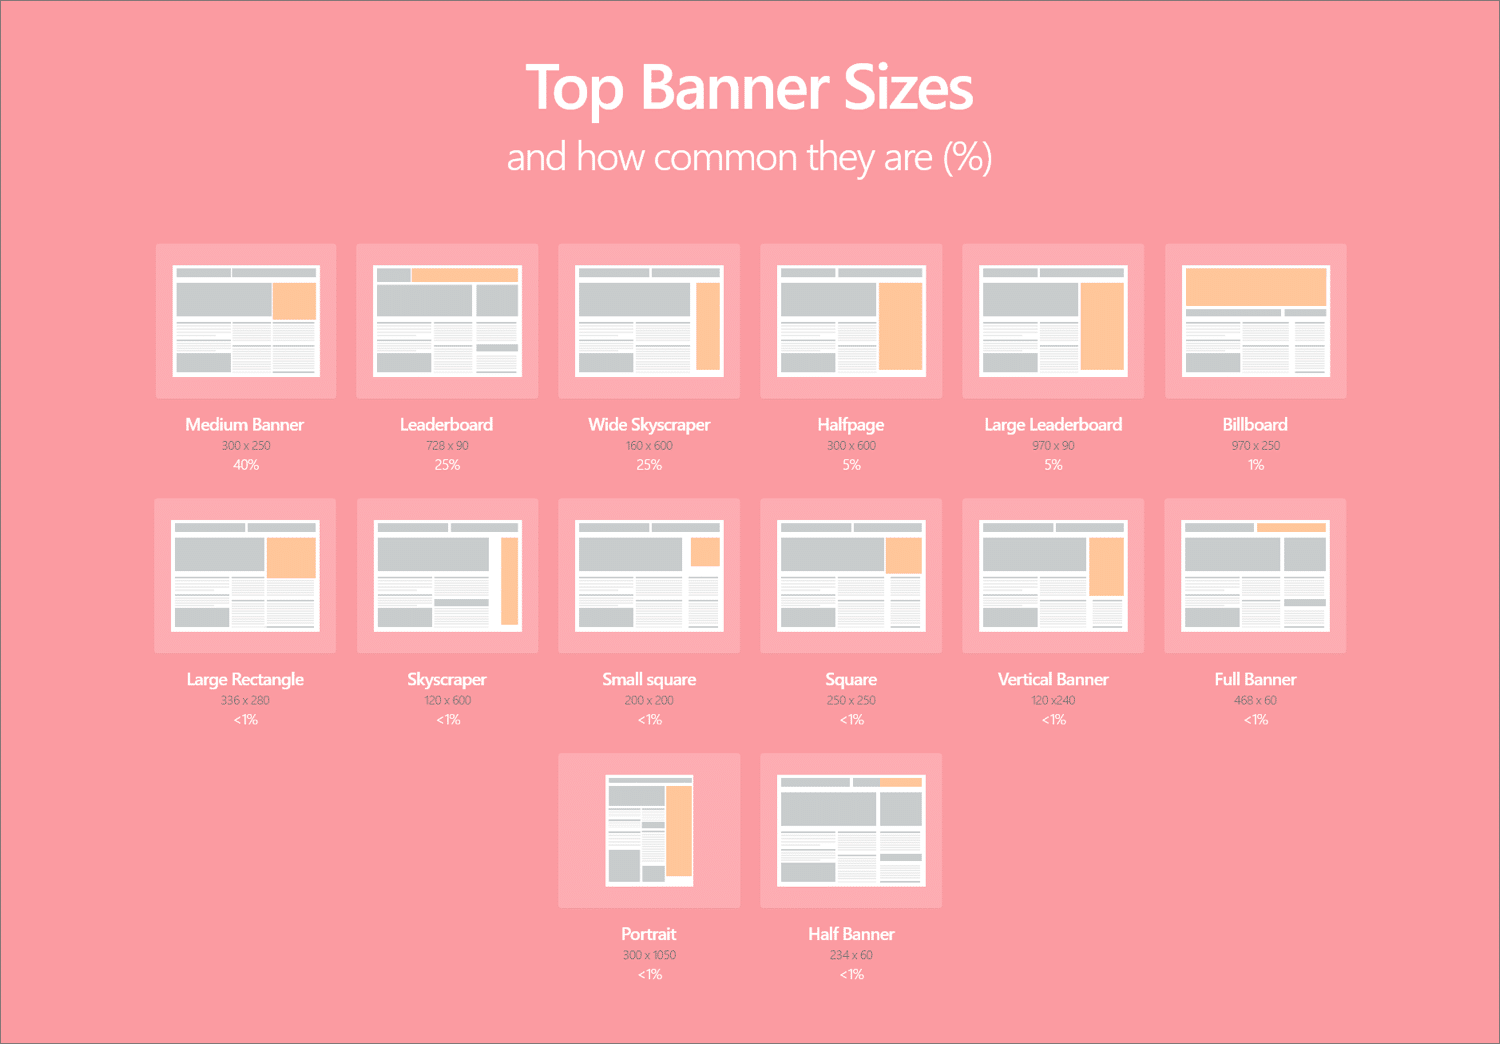 Top Banner Sizes
and how common they are (%)
Medium Banner
300 x 250
40%
Leaderboard
728 x 90
25%
Wide Skyscraper
160 x 600
25%
Halfpage
300 x 600
5%
Large Leaderboard
970 x 90
5%
Billboard
970 x 250
1%
Large Rectangle
336 x 280
<1%
Skyscraper
120 x 600
<1%
Small square
200 x 200
<1%
Square
250 x 250
<1%
Vertical Banner
120 x240
<1%
Full Banner
468 x 60
<1%
Portrait
300 x 1050
<1%
Half Banner
234 x 60
<1%